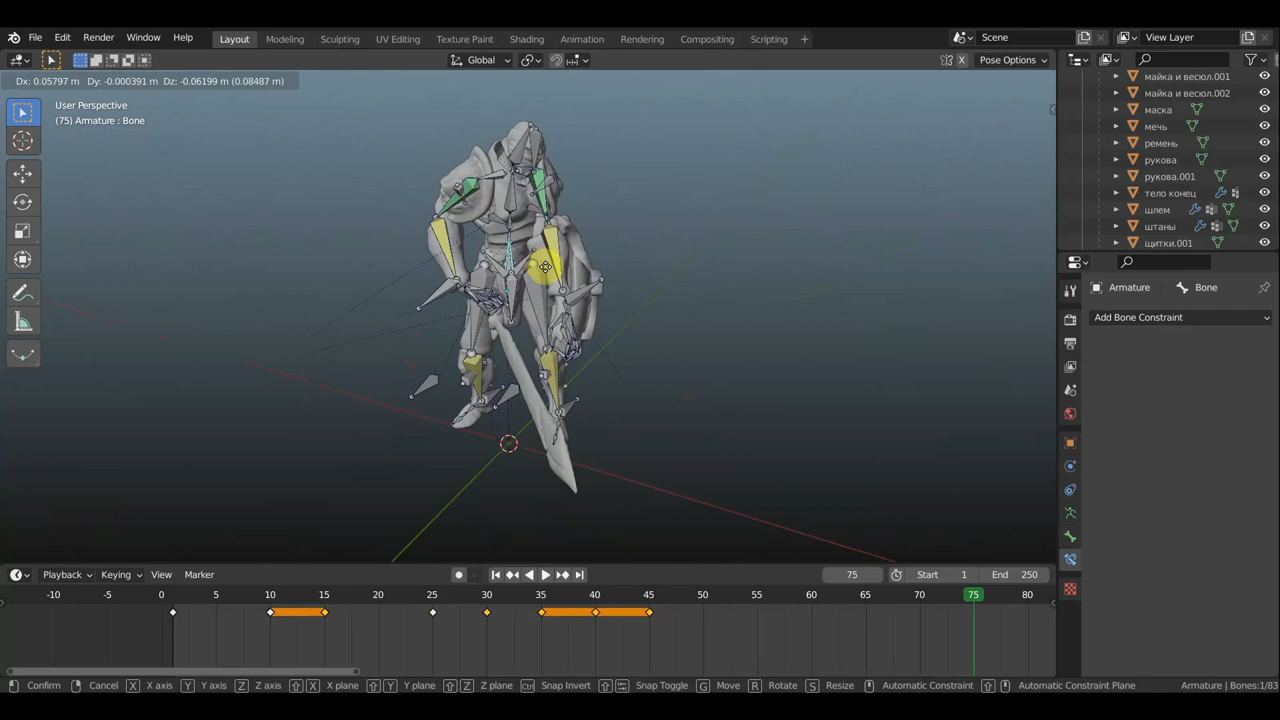 File Edit Render Window Help Layout Modeling Sculpting UV Editing Texture Paint Shading Animation Rendering Compositing Scripting + Scene View Layer
Global X Pose Options
Dx: 0.05797 m Dy: -0.000391 m Dz: -0.06199 m (0.08487 m)
User Perspective
(75) Armature : Bone
майка и весюл.001
майка и весюл.002
маска
мечь
ремень
рукова
рукова.001
тело конец
шлем
штаны
щитки.001
Armature Bone
Add Bone Constraint
Playback Keying View Marker 75 Start 1 End 250
-10 -5 0 5 10 15 20 25 30 35 40 45 50 55 60 65 70 75 80
Confirm Cancel X X axis Y Y axis Z Z axis X X plane Y Y plane Z Z plane Ctrl Snap Invert Snap Toggle G Move R Rotate S Resize Automatic Constraint Automatic Constraint Plane Armature | Bones:1/83